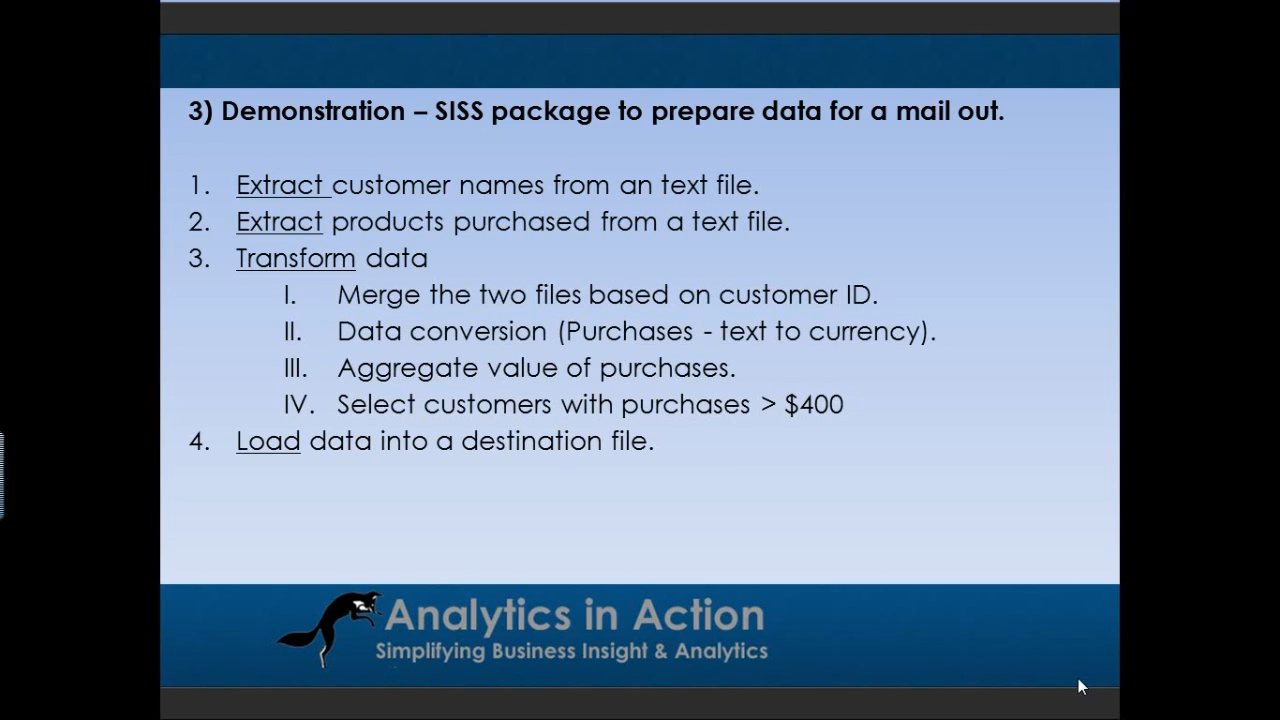 3) Demonstration – SISS package to prepare data for a mail out.
1. Extract customer names from an text file.
2. Extract products purchased from a text file.
3. Transform data
I. Merge the two files based on customer ID.
II. Data conversion (Purchases - text to currency).
III. Aggregate value of purchases.
IV. Select customers with purchases > $400
4. Load data into a destination file.
Analytics in Action
Simplifying Business Insight & Analytics